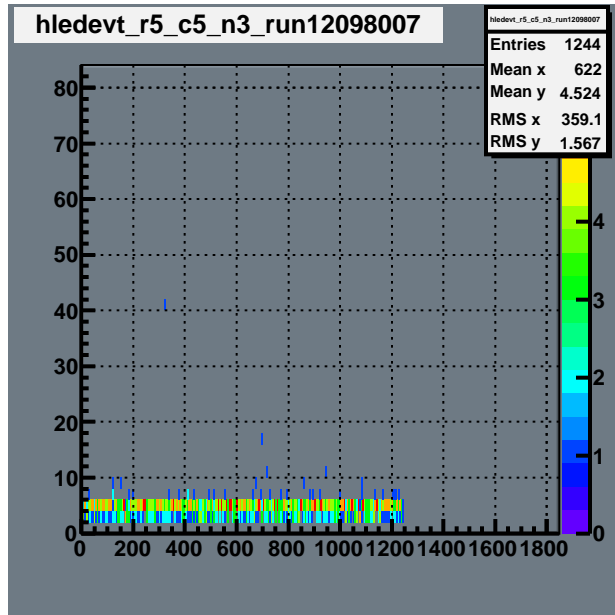 hledevt_r5_c5_n3_run12098007
hledevt_r5_c5_n3_run12098007
Entries 1244
Mean x 622
Mean y 4.524
RMS x 359.1
RMS y 1.567
80
70
60
50
40
30
20
10
0
4
3
2
1
0
0 200 400 600 800 1000 1200 1400 1600 1800